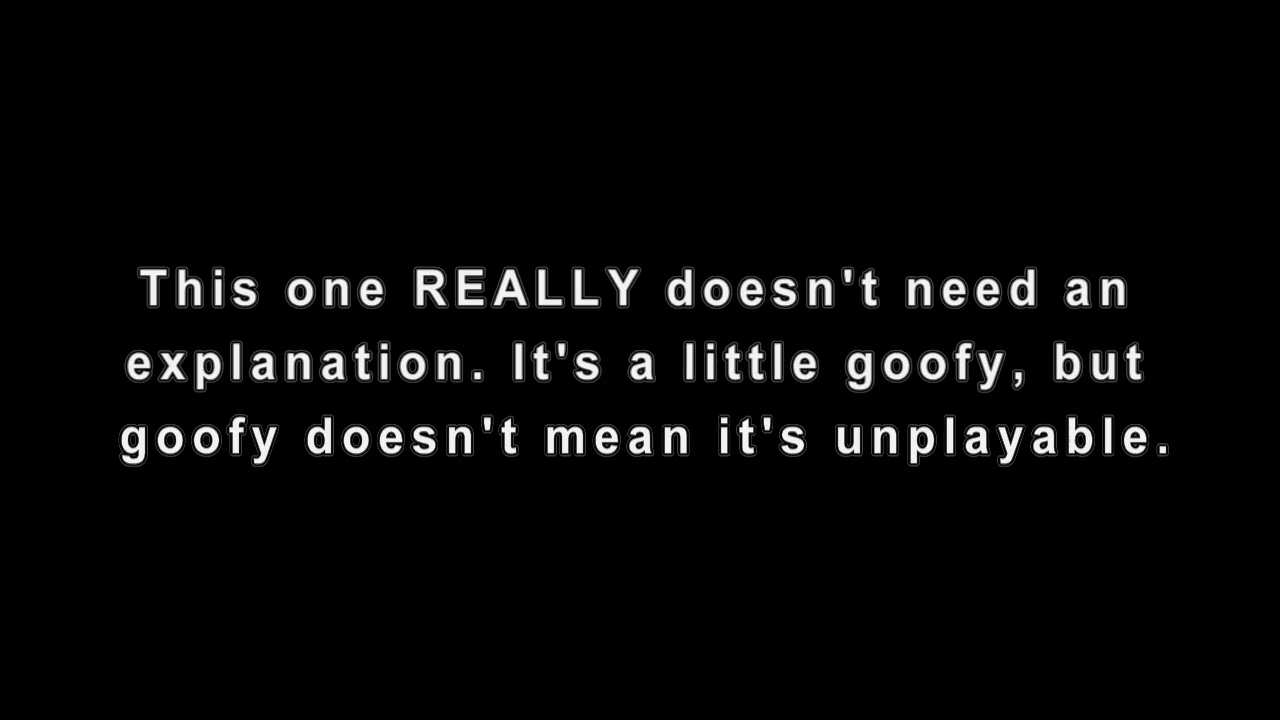 This one REALLY doesn't need an
explanation. It's a little goofy, but
goofy doesn't mean it's unplayable.